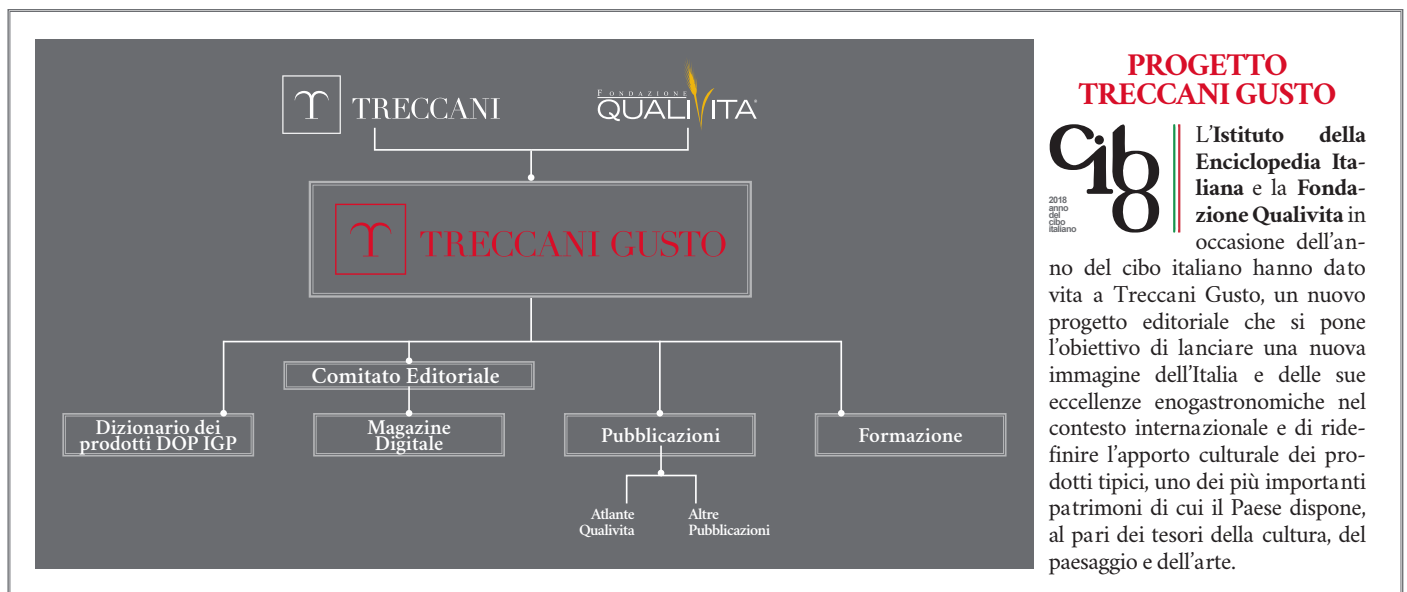 TRECCANI
FONDAZIONE
QUALIVITA®
TRECCANI GUSTO
Comitato Editoriale
Dizionario dei
prodotti DOP IGP
Magazine
Digitale
Pubblicazioni
Formazione
Atlante
Qualivita
Altre
Pubblicazioni
PROGETTO
TRECCANI GUSTO
cibo
2018
anno
del
cibo
italiano
L’Istituto della
Enciclopedia Ita-
liana e la Fonda-
zione Qualivita in
occasione dell’an-
no del cibo italiano hanno dato
vita a Treccani Gusto, un nuovo
progetto editoriale che si pone
l’obiettivo di lanciare una nuova
immagine dell’Italia e delle sue
eccellenze enogastronomiche nel
contesto internazionale e di ride-
finire l’apporto culturale dei pro-
dotti tipici, uno dei più importanti
patrimoni di cui il Paese dispone,
al pari dei tesori della cultura, del
paesaggio e dell’arte.